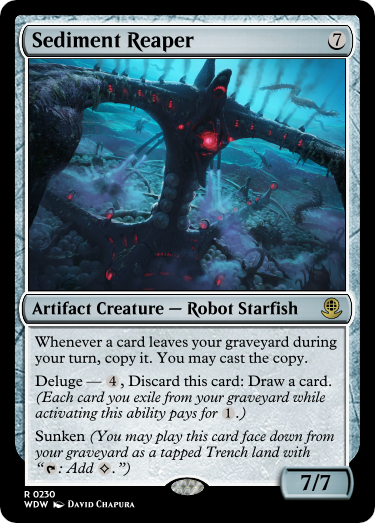 Sediment Reaper 7
Artifact Creature — Robot Starfish
Whenever a card leaves your graveyard during
your turn, copy it. You may cast the copy.
Deluge — 4, Discard this card: Draw a card.
(Each card you exile from your graveyard while
activating this ability pays for 1.)
Sunken (You may play this card face down from
your graveyard as a tapped Trench land with
“T: Add C.”)
7/7
R 0230
WDW DAVID CHAPURA